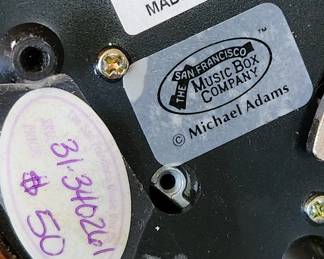 MAD
THE SAN FRANCISCO
MUSIC BOX
COMPANY
™
© Michael Adams
31-340261
$50